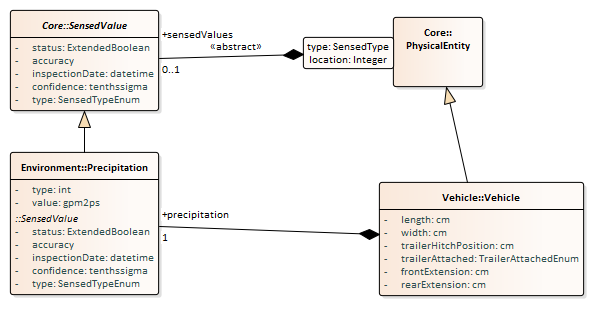 Core::SensedValue
- status: ExtendedBoolean
- accuracy
- inspectionDate: datetime
- confidence: tenthssigma
- type: SensedTypeEnum
+sensedValues
«abstract»
0..1
type: SensedType
location: Integer
Core::
PhysicalEntity
Environment::Precipitation
- type: int
- value: gpm2ps
::SensedValue
- status: ExtendedBoolean
- accuracy
- inspectionDate: datetime
- confidence: tenthssigma
- type: SensedTypeEnum
+precipitation
1
Vehicle::Vehicle
- length: cm
- width: cm
- trailerHitchPosition: cm
- trailerAttached: TrailerAttachedEnum
- frontExtension: cm
- rearExtension: cm